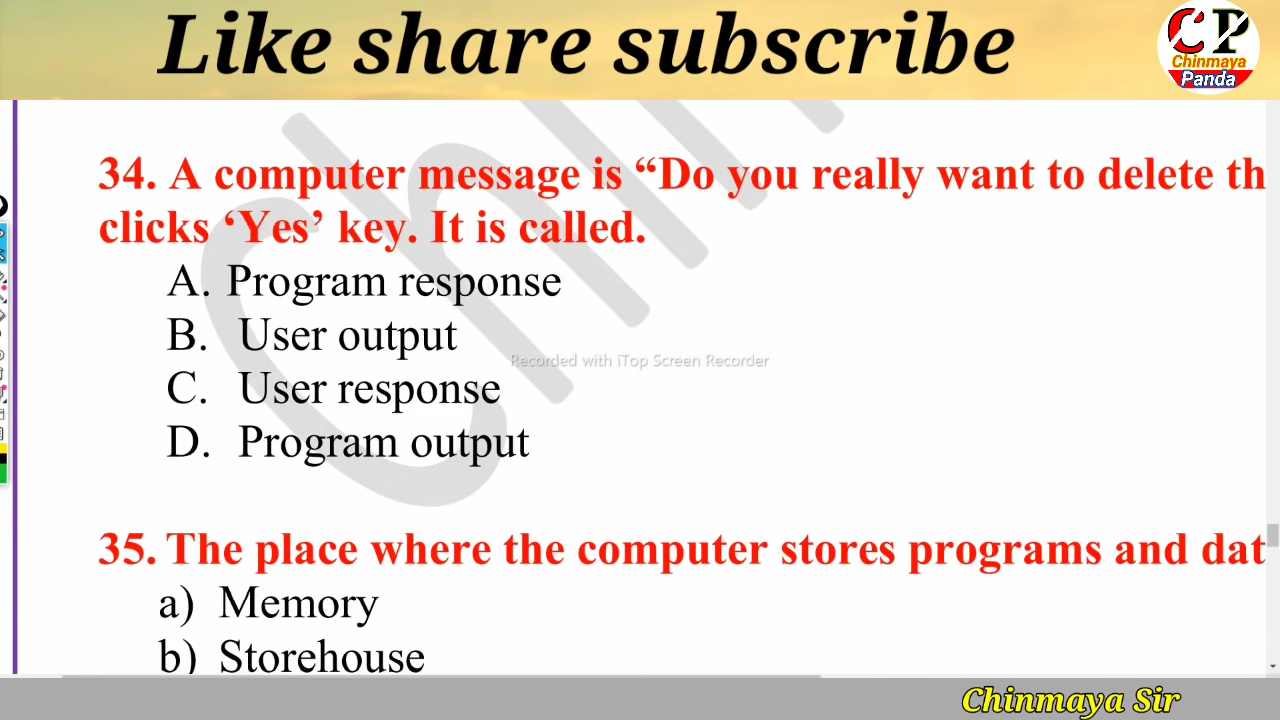 Like share subscribe
CP
Chinmaya
Panda
34. A computer message is “Do you really want to delete th
clicks ‘Yes’ key. It is called.
A. Program response
B. User output
Recorded with iTop Screen Recorder
C. User response
D. Program output
35. The place where the computer stores programs and dat
a) Memory
b) Storehouse
Chinmaya Sir